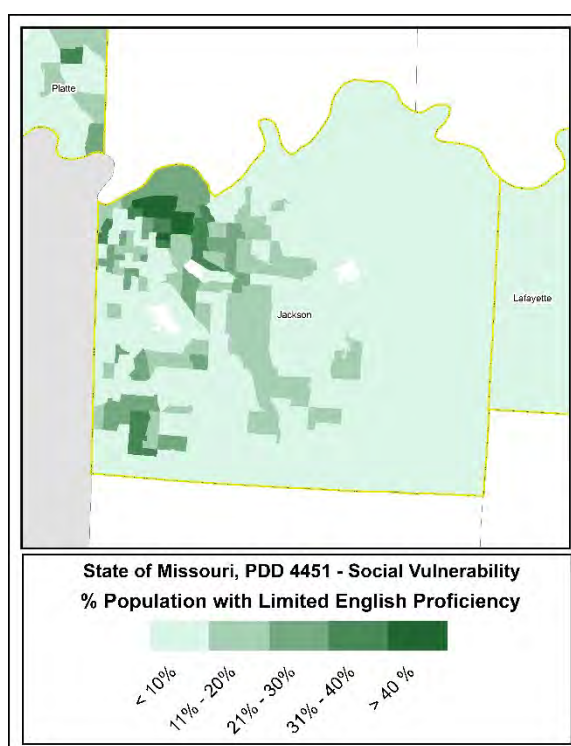 Platte
Jackson
Lafayette
State of Missouri, PDD 4451 - Social Vulnerability
% Population with Limited English Proficiency
< 10%
11% - 20%
21% - 30%
31% - 40%
> 40 %